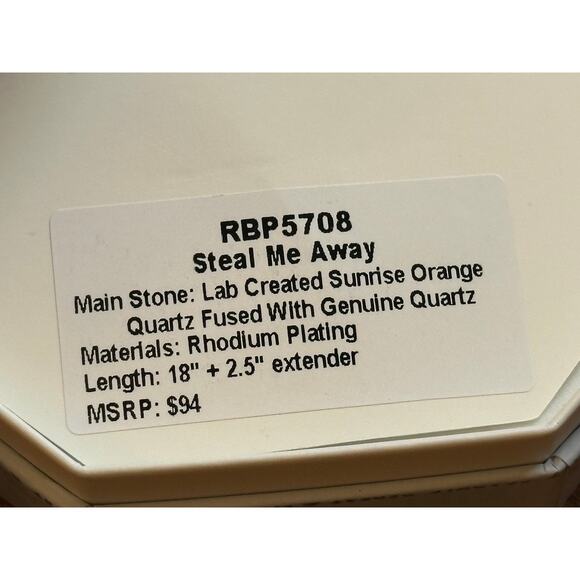 RBP5708
Steal Me Away
Main Stone: Lab Created Sunrise Orange
Quartz Fused With Genuine Quartz
Materials: Rhodium Plating
Length: 18" + 2.5" extender
MSRP: $94